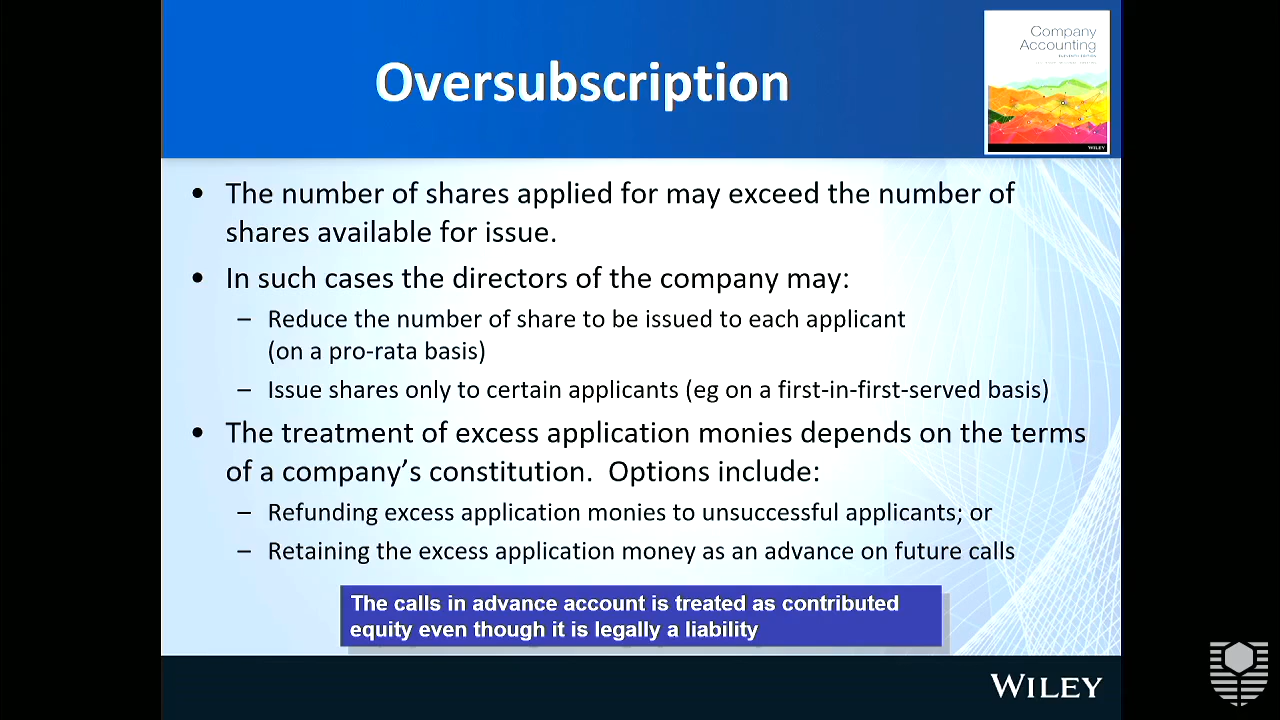 Company
Accounting
ELEVENTH EDITION
WILEY
Oversubscription
• The number of shares applied for may exceed the number of
shares available for issue.
• In such cases the directors of the company may:
– Reduce the number of share to be issued to each applicant
(on a pro-rata basis)
– Issue shares only to certain applicants (eg on a first-in-first-served basis)
• The treatment of excess application monies depends on the terms
of a company’s constitution.  Options include:
– Refunding excess application monies to unsuccessful applicants; or
– Retaining the excess application money as an advance on future calls
The calls in advance account is treated as contributed
equity even though it is legally a liability
WILEY